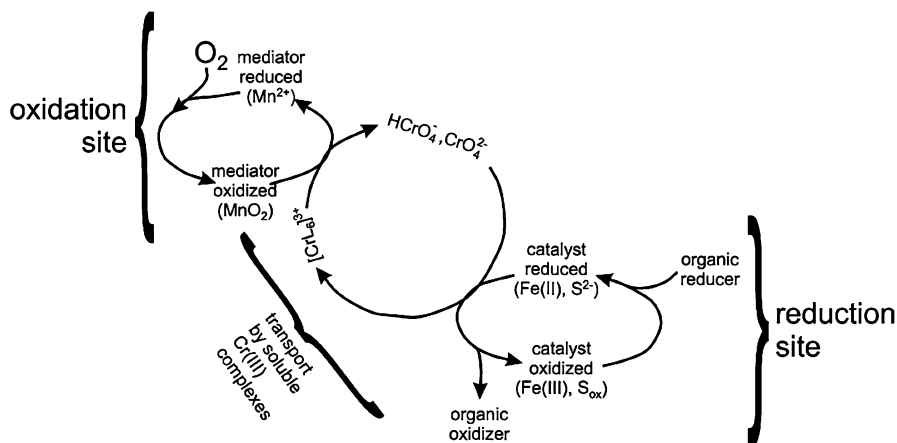 oxidation
site
O₂
mediator
reduced
(Mn²⁺)
mediator
oxidized
(MnO₂)
HCrO₄⁻,CrO₄²⁻
[CrL₆]³⁺
transport
by soluble
Cr(III)
complexes
catalyst
reduced
(Fe(II), S²⁻)
organic
reducer
catalyst
oxidized
(Fe(III), Sₒₓ)
organic
oxidizer
reduction
site